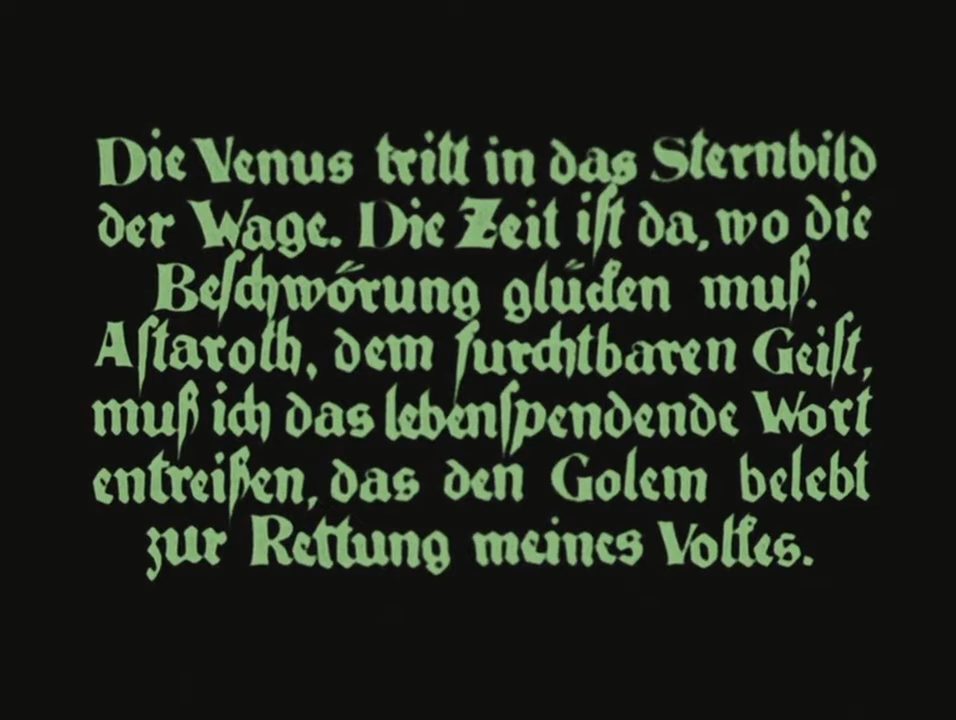 Die Venus tritt in das Sternbild
der Wage. Die Zeit iſt da, wo die
Beſchwörung glücken muß.
Aſtaroth, dem furchtbaren Geiſt,
muß ich das lebenſpendende Wort
entreißen, das den Golem belebt
zur Rettung meines Volkes.